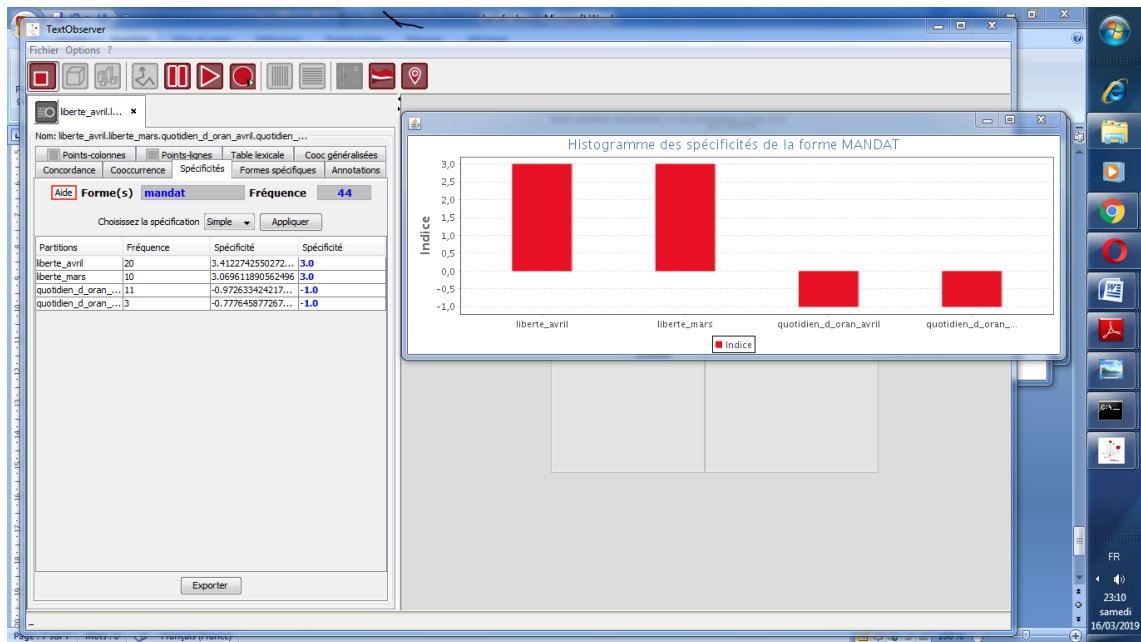 TextObserver
Fichier Options ?
liberte_avril.l...
Nom: liberte_avril.liberte_mars.quotidien_d_oran_avril.quotidien_...
Points-colonnes Points-lignes Table lexicale Cooc généralisées
Concordance Cooccurrence Spécificités Formes spécifiques Annotations
Aide Forme(s) mandat Fréquence 44
Choisissez la spécification Simple Appliquer
Partitions Fréquence Spécificité Spécificité
liberte_avril 20 3.4122742550272... 3.0
liberte_mars 10 3.069611890562496 3.0
quotidien_d_oran_... 11 -0.972633424217... -1.0
quotidien_d_oran_... 3 -0.777645877267... -1.0
Exporter
Histogramme des spécificités de la forme MANDAT
Indice
3,0
2,5
2,0
1,5
1,0
0,5
0,0
-0,5
-1,0
liberte_avril liberte_mars quotidien_d_oran_avril quotidien_d_oran_...
Indice
FR
23:10
samedi
16/03/2019